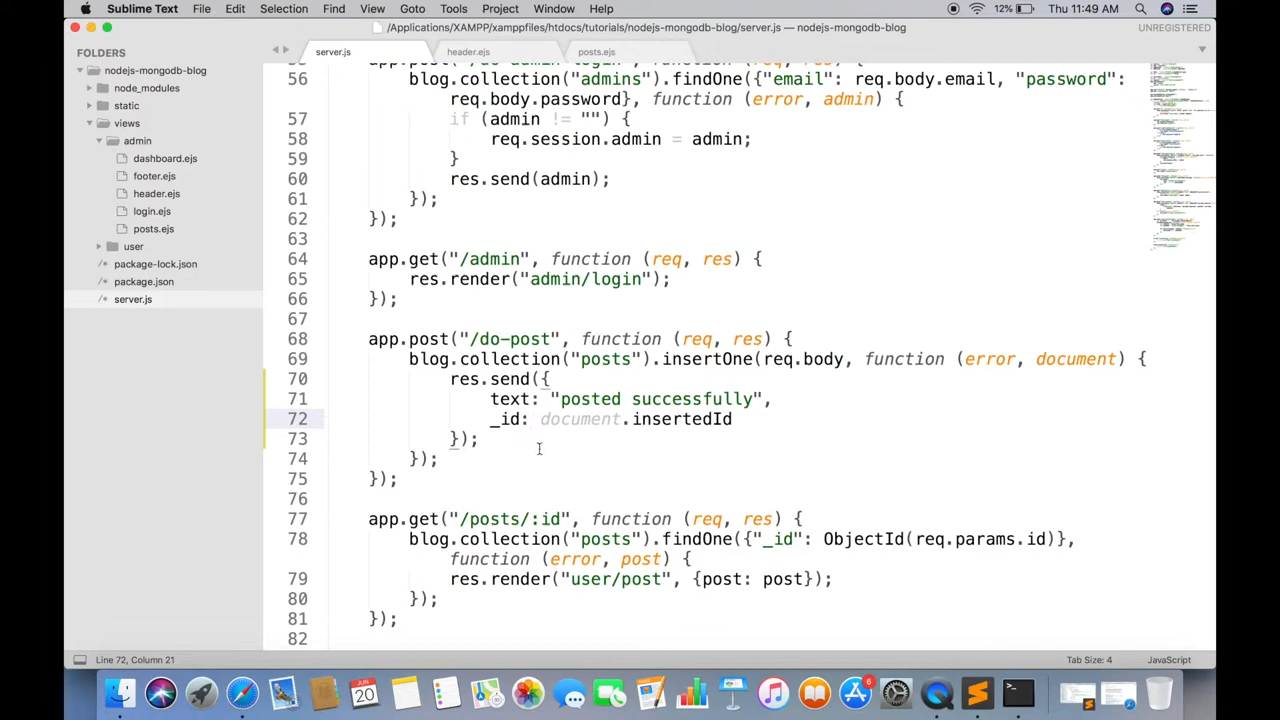 Sublime Text File Edit Selection Find View Goto Tools Project Window Help 12% Thu 11:49 AM
/Applications/XAMPP/xamppfiles/htdocs/tutorials/nodejs-mongodb-blog/server.js — nodejs-mongodb-blog UNREGISTERED
FOLDERS
nodejs-mongodb-blog
node_modules
static
views
admin
dashboard.ejs
footer.ejs
header.ejs
login.ejs
posts.ejs
user
package-lock.json
package.json
server.js
server.js header.ejs posts.ejs
56 blog.collection("admins").findOne({"email": req.body.email, "password":
.body.password}, function (error, admin)
57 admin != "") {
58 req.session.admin = admin;
res.send(admin);
61 });
62 });
63
64 app.get("/admin", function (req, res) {
65 res.render("admin/login");
66 });
67
68 app.post("/do-post", function (req, res) {
69 blog.collection("posts").insertOne(req.body, function (error, document) {
70 res.send({
71 text: "posted successfully",
72 _id: document.insertedId
73 });
74 });
75 });
76
77 app.get("/posts/:id", function (req, res) {
78 blog.collection("posts").findOne({"_id": ObjectId(req.params.id)},
function (error, post) {
79 res.render("user/post", {post: post});
80 });
81 });
82
Line 72, Column 21 Tab Size: 4 JavaScript
JUN
20
6